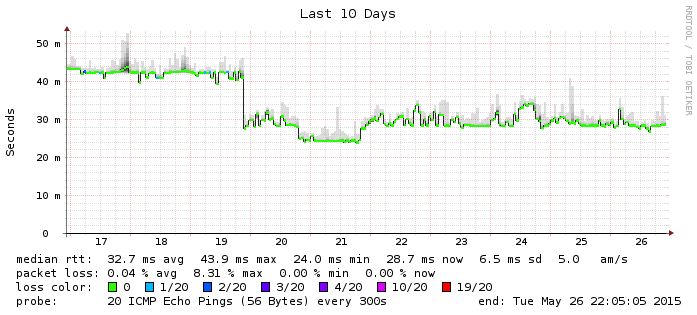 Last 10 Days
RRDTOOL / TOBI OETIKER
Seconds
50 m
40 m
30 m
20 m
10 m
0
17 18 19 20 21 22 23 24 25 26
median rtt: 32.7 ms avg 43.9 ms max 24.0 ms min 28.7 ms now 6.5 ms sd 5.0 am/s
packet loss: 0.04 % avg 8.31 % max 0.00 % min 0.00 % now
loss color: 0 1/20 2/20 3/20 4/20 10/20 19/20
probe: 20 ICMP Echo Pings (56 Bytes) every 300s end: Tue May 26 22:05:05 2015